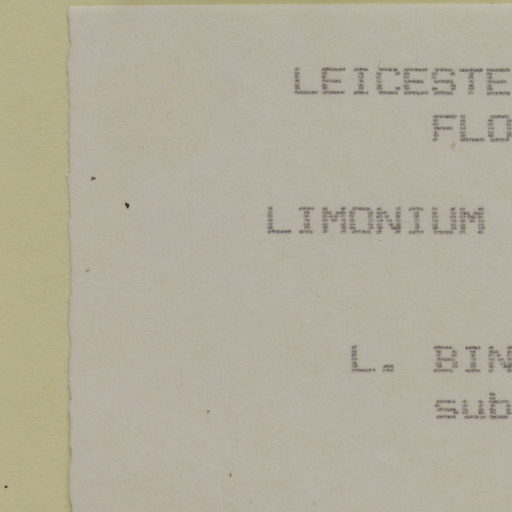 LEICESTE
FLO
LIMONIUM
L. BIN
sub